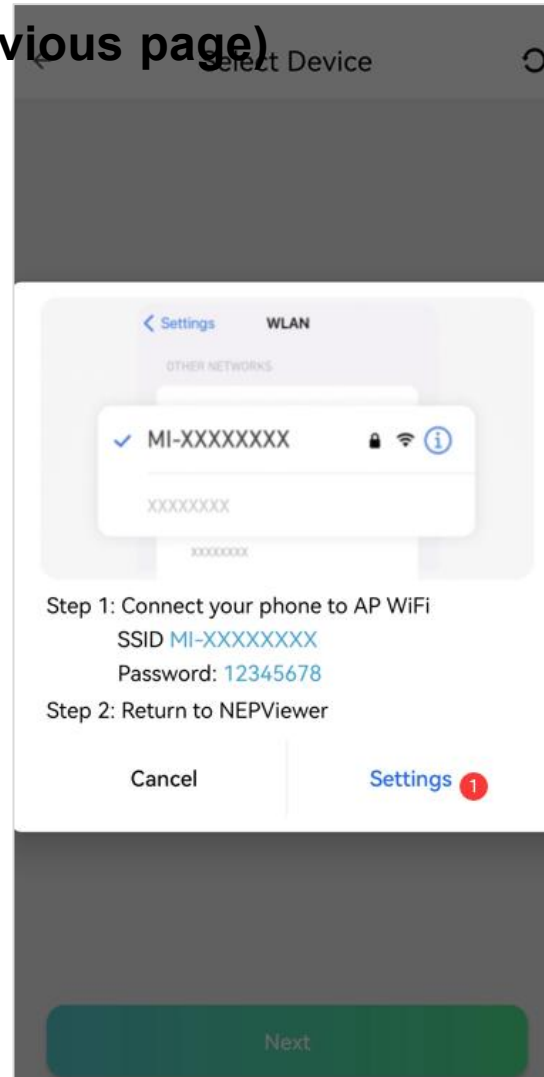 vious page)
Select Device
Settings WLAN
OTHER NETWORKS
MI-XXXXXXXX
XXXXXXXX
XXXXXXXX
Step 1: Connect your phone to AP WiFi
SSID MI-XXXXXXXX
Password: 12345678
Step 2: Return to NEPViewer
Cancel Settings 1
Next